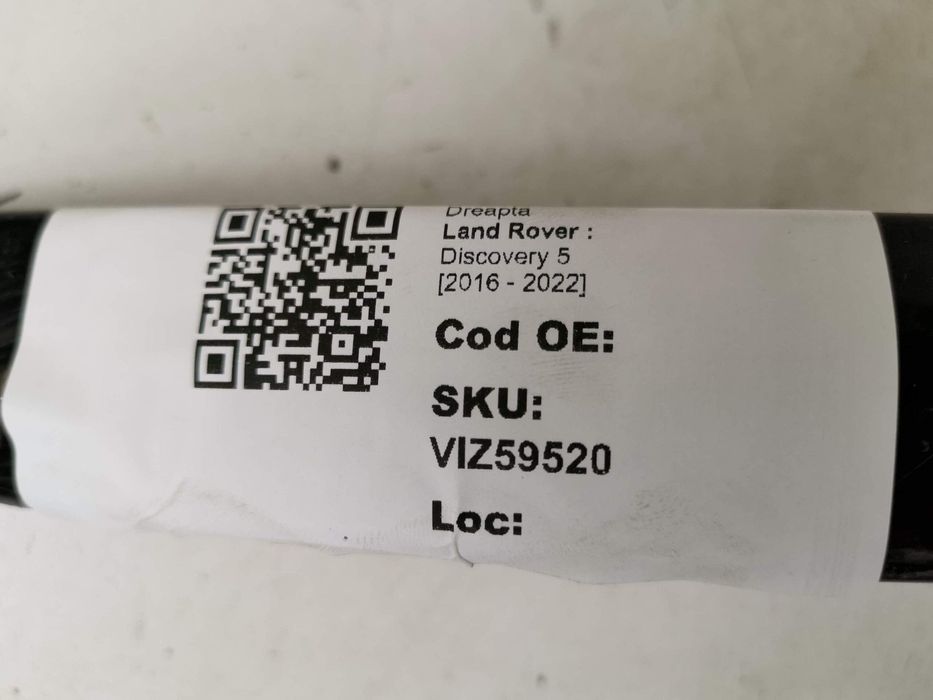 Dreapta
Land Rover :
Discovery 5
[2016 - 2022]
Cod OE:
SKU:
VIZ59520
Loc: